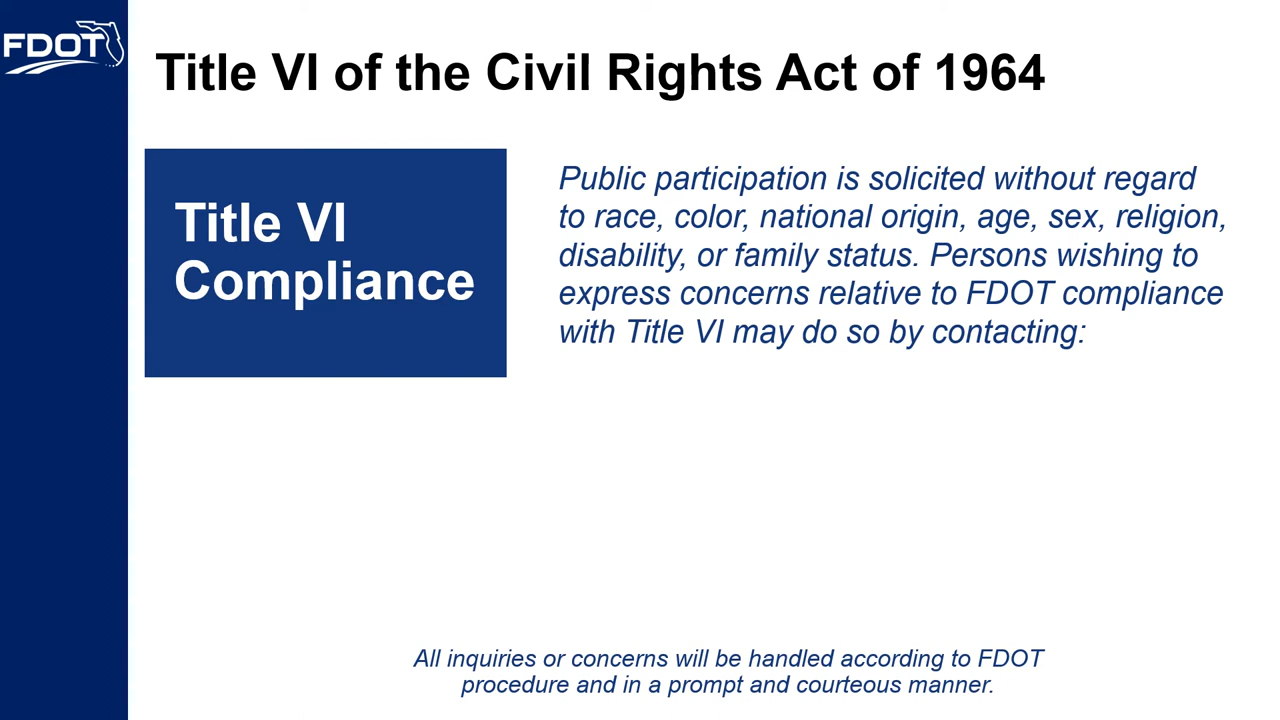 FDOT
Title VI of the Civil Rights Act of 1964
Title VI
Compliance
Public participation is solicited without regard
to race, color, national origin, age, sex, religion,
disability, or family status. Persons wishing to
express concerns relative to FDOT compliance
with Title VI may do so by contacting:
All inquiries or concerns will be handled according to FDOT
procedure and in a prompt and courteous manner.